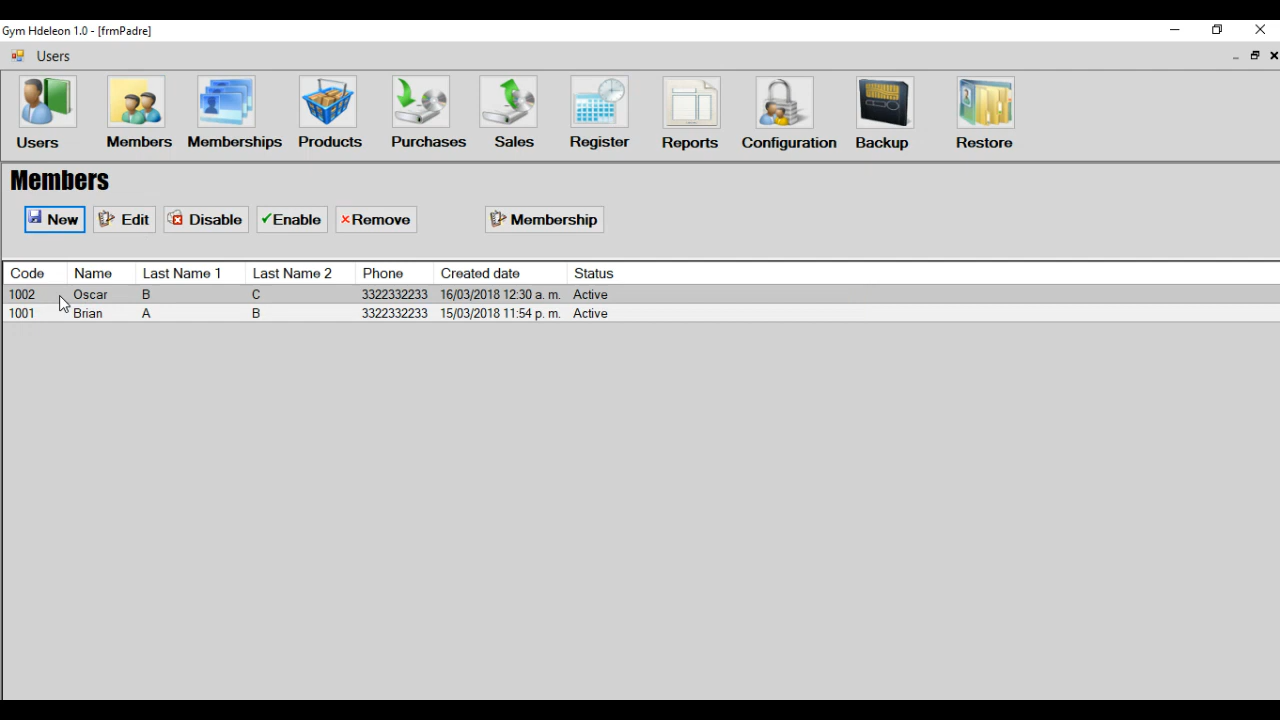 Gym Hdeleon 1.0 - [frmPadre]
Users
Users Members Memberships Products Purchases Sales Register Reports Configuration Backup Restore
Members
New Edit Disable Enable Remove Membership
Code Name Last Name 1 Last Name 2 Phone Created date Status
1002 Oscar B C 3322332233 16/03/2018 12:30 a. m. Active
1001 Brian A B 3322332233 15/03/2018 11:54 p. m. Active